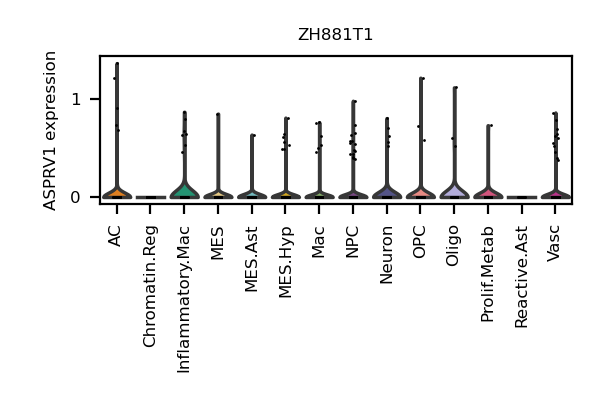 ZH881T1
ASPRV1 expression
1
0
AC
Chromatin.Reg
Inflammatory.Mac
MES
MES.Ast
MES.Hyp
Mac
NPC
Neuron
OPC
Oligo
Prolif.Metab
Reactive.Ast
Vasc